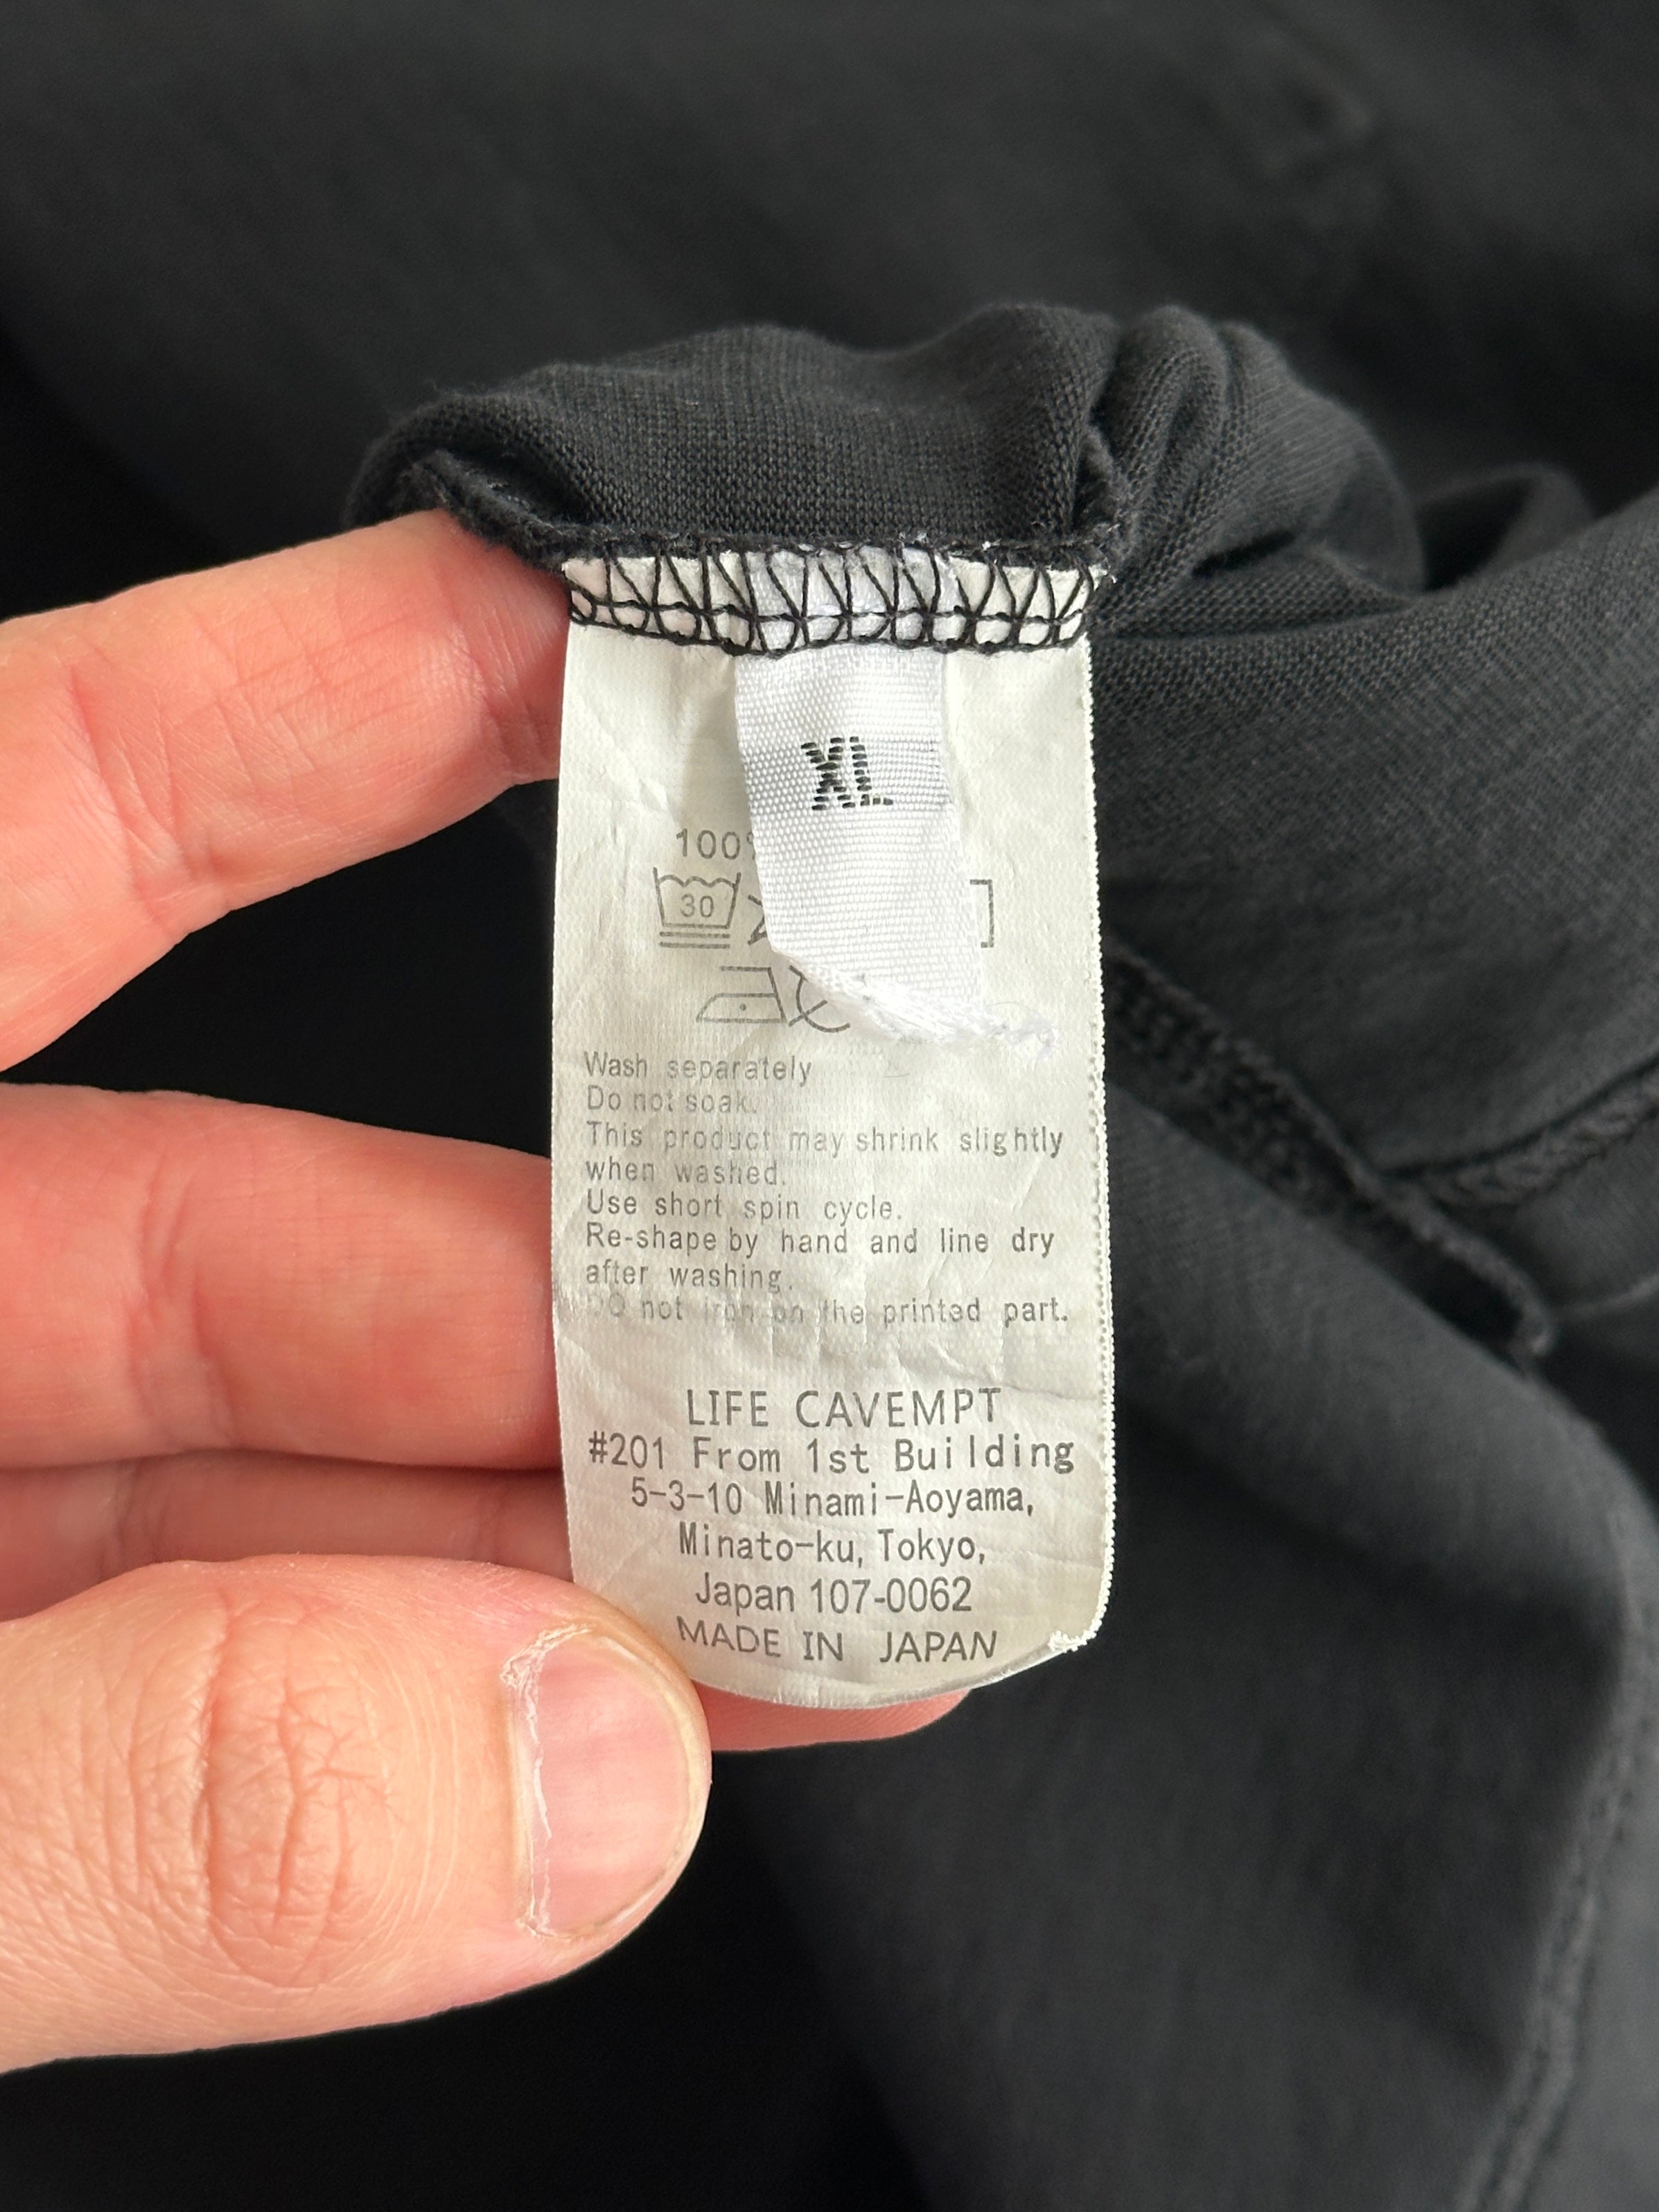 XL
100%
30
Wash separately
Do not soak.
This product may shrink slightly
when washed.
Use short spin cycle.
Re-shape by hand and line dry
after washing.
DO not iron on the printed part.
LIFE CAVEMPT
#201 From 1st Building
5-3-10 Minami-Aoyama,
Minato-ku, Tokyo,
Japan 107-0062
MADE IN JAPAN